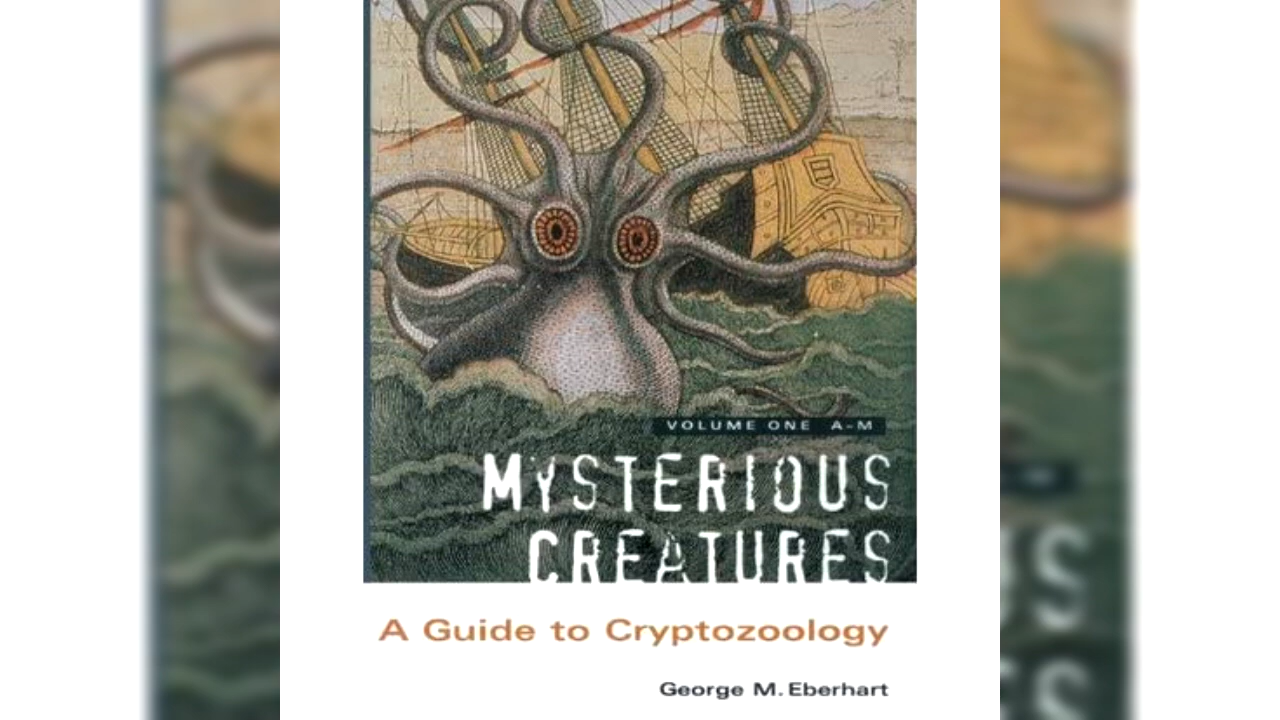 VOLUME ONE A–M
MYSTERIOUS
CREATURES
A Guide to Cryptozoology
George M. Eberhart